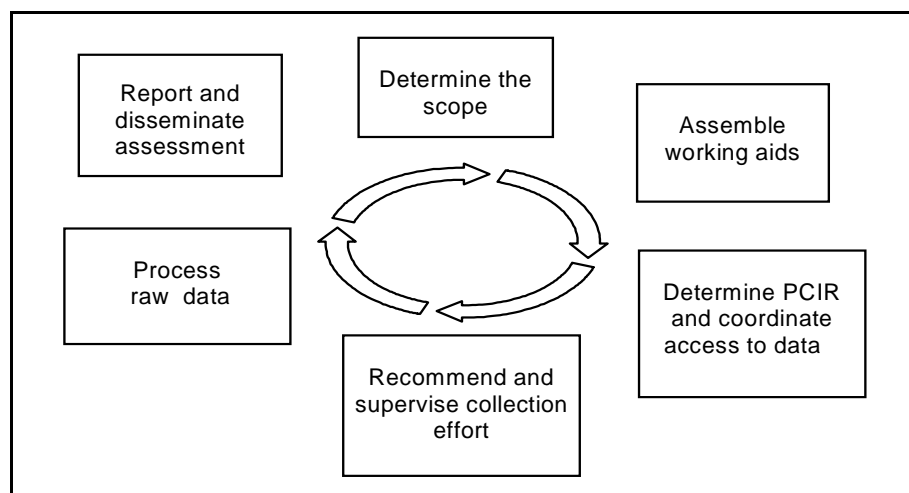 Determine the
scope
Assemble
working aids
Determine PCIR
and coordinate
access to data
Recommend and
supervise collection
effort
Process
raw data
Report and
disseminate
assessment